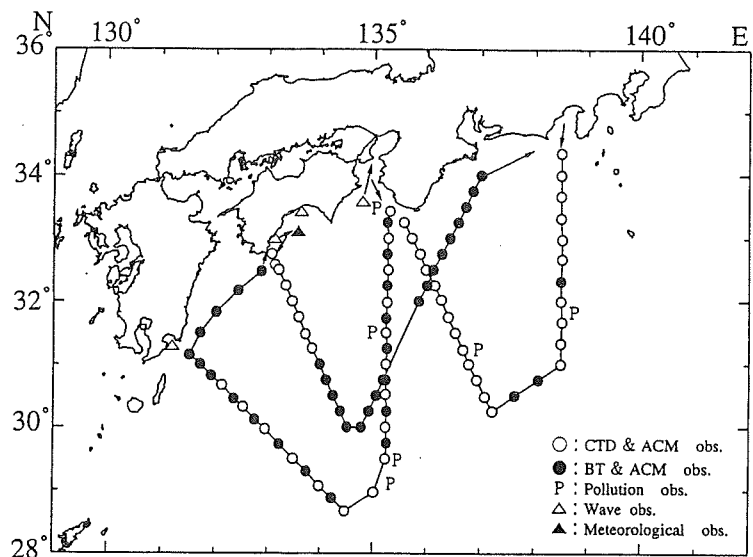 N 130° 135° 140° E
36°
34°
32°
30°
28°
P
P
P
P
P
P
○ : CTD & ACM obs.
● : BT & ACM obs.
P : Pollution obs.
△ : Wave obs.
▲ : Meteorological obs.